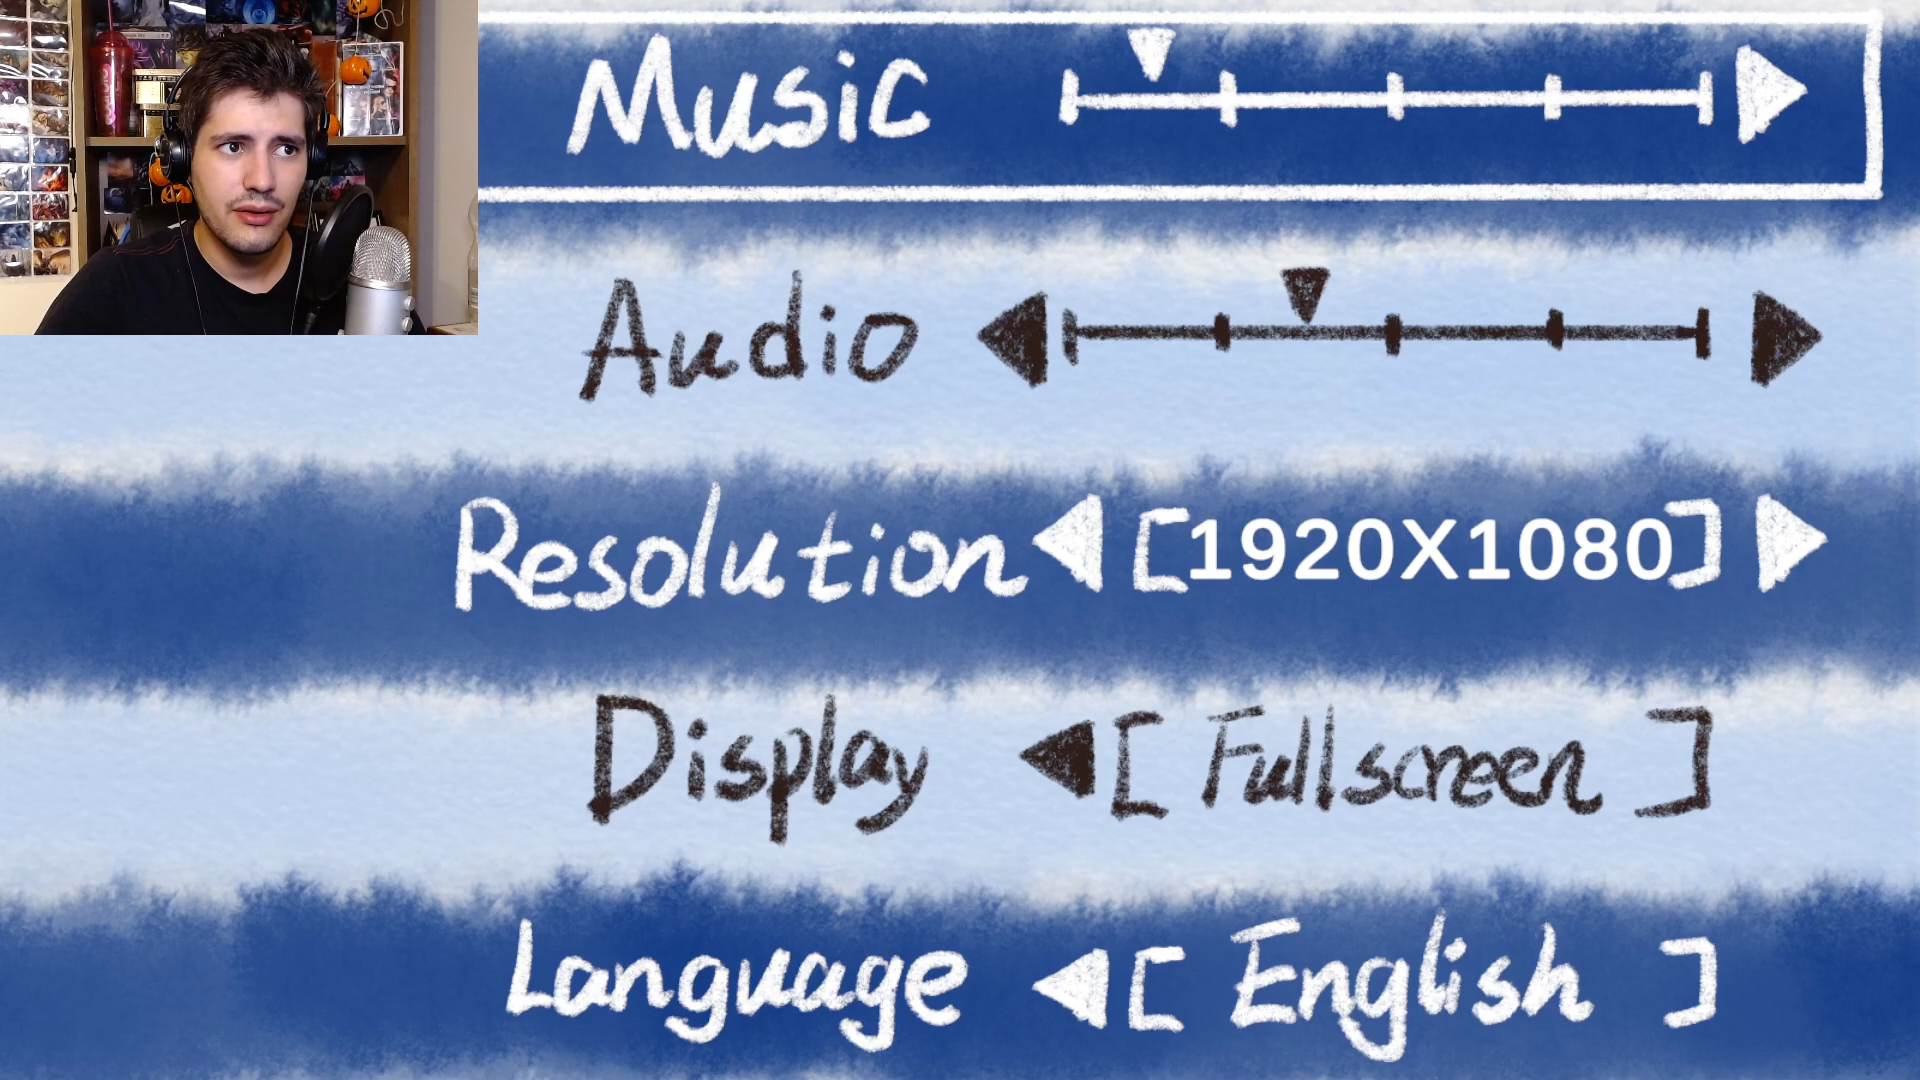 Music
Audio
Resolution [1920X1080]
Display [Fullscreen]
Language [English]